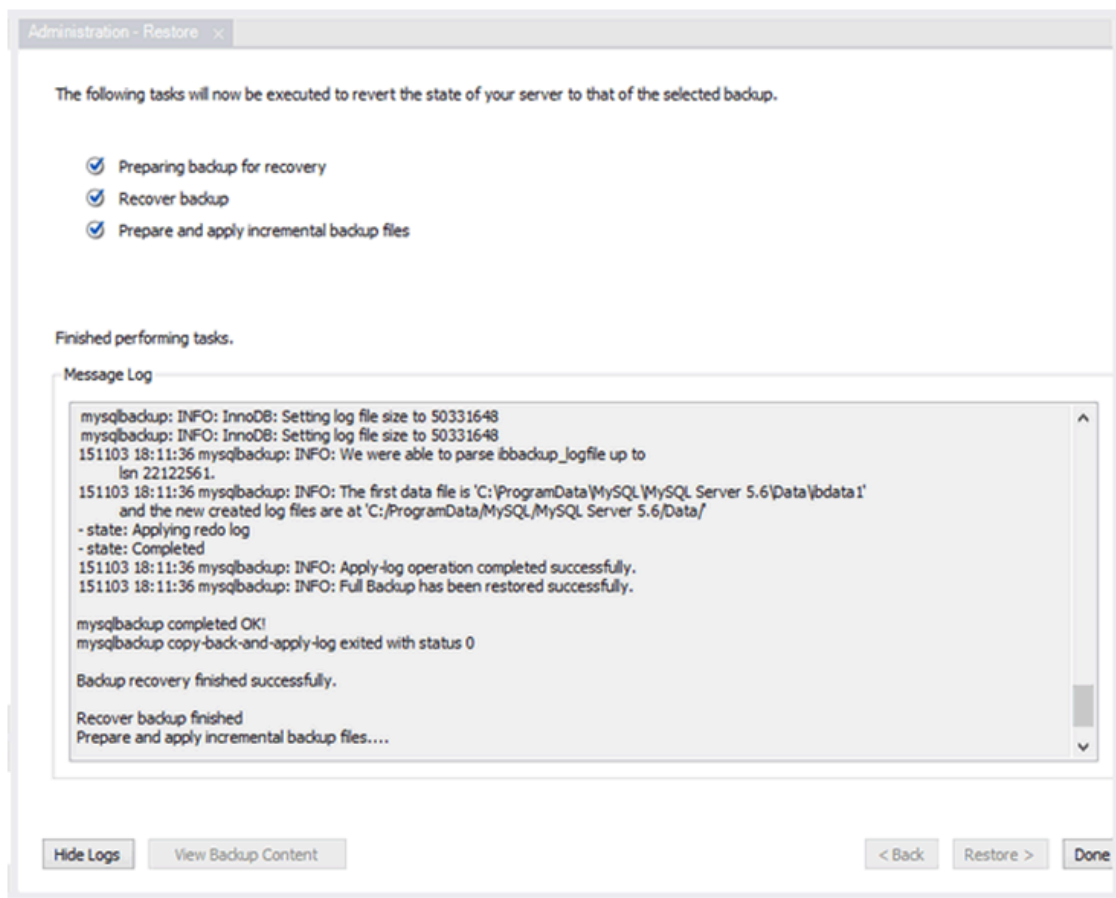 Administration - Restore ×
The following tasks will now be executed to revert the state of your server to that of the selected backup.
Preparing backup for recovery
Recover backup
Prepare and apply incremental backup files
Finished performing tasks.
Message Log
mysqlbackup: INFO: InnoDB: Setting log file size to 50331648
mysqlbackup: INFO: InnoDB: Setting log file size to 50331648
151103 18:11:36 mysqlbackup: INFO: We were able to parse ibbackup_logfile up to
lsn 22122561.
151103 18:11:36 mysqlbackup: INFO: The first data file is 'C:\ProgramData\MySQL\MySQL Server 5.6\Data\ibdata1'
and the new created log files are at 'C:/ProgramData/MySQL/MySQL Server 5.6/Data/'
- state: Applying redo log
- state: Completed
151103 18:11:36 mysqlbackup: INFO: Apply-log operation completed successfully.
151103 18:11:36 mysqlbackup: INFO: Full Backup has been restored successfully.
mysqlbackup completed OK!
mysqlbackup copy-back-and-apply-log exited with status 0
Backup recovery finished successfully.
Recover backup finished
Prepare and apply incremental backup files....
Hide Logs View Backup Content < Back Restore > Done